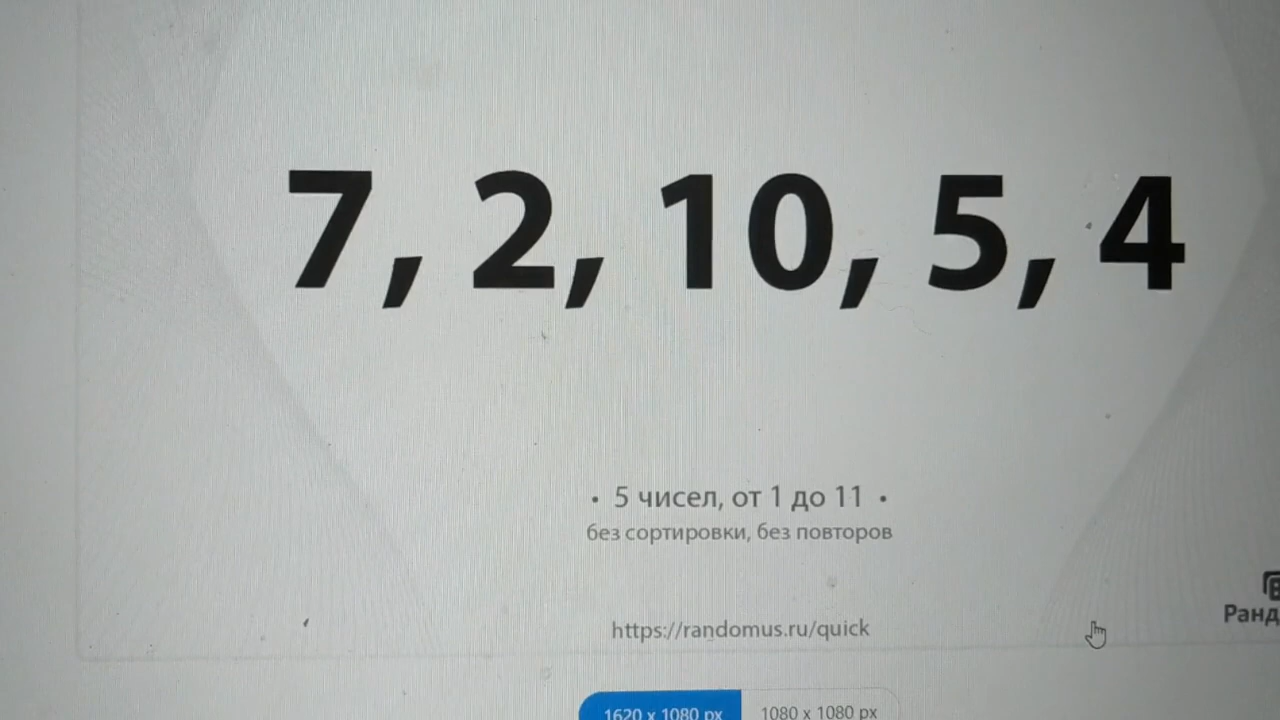 7, 2, 10, 5, 4
• 5 чисел, от 1 до 11 •
без сортировки, без повторов
Ранд
https://randomus.ru/quick
1620 x 1080 px 1080 x 1080 px